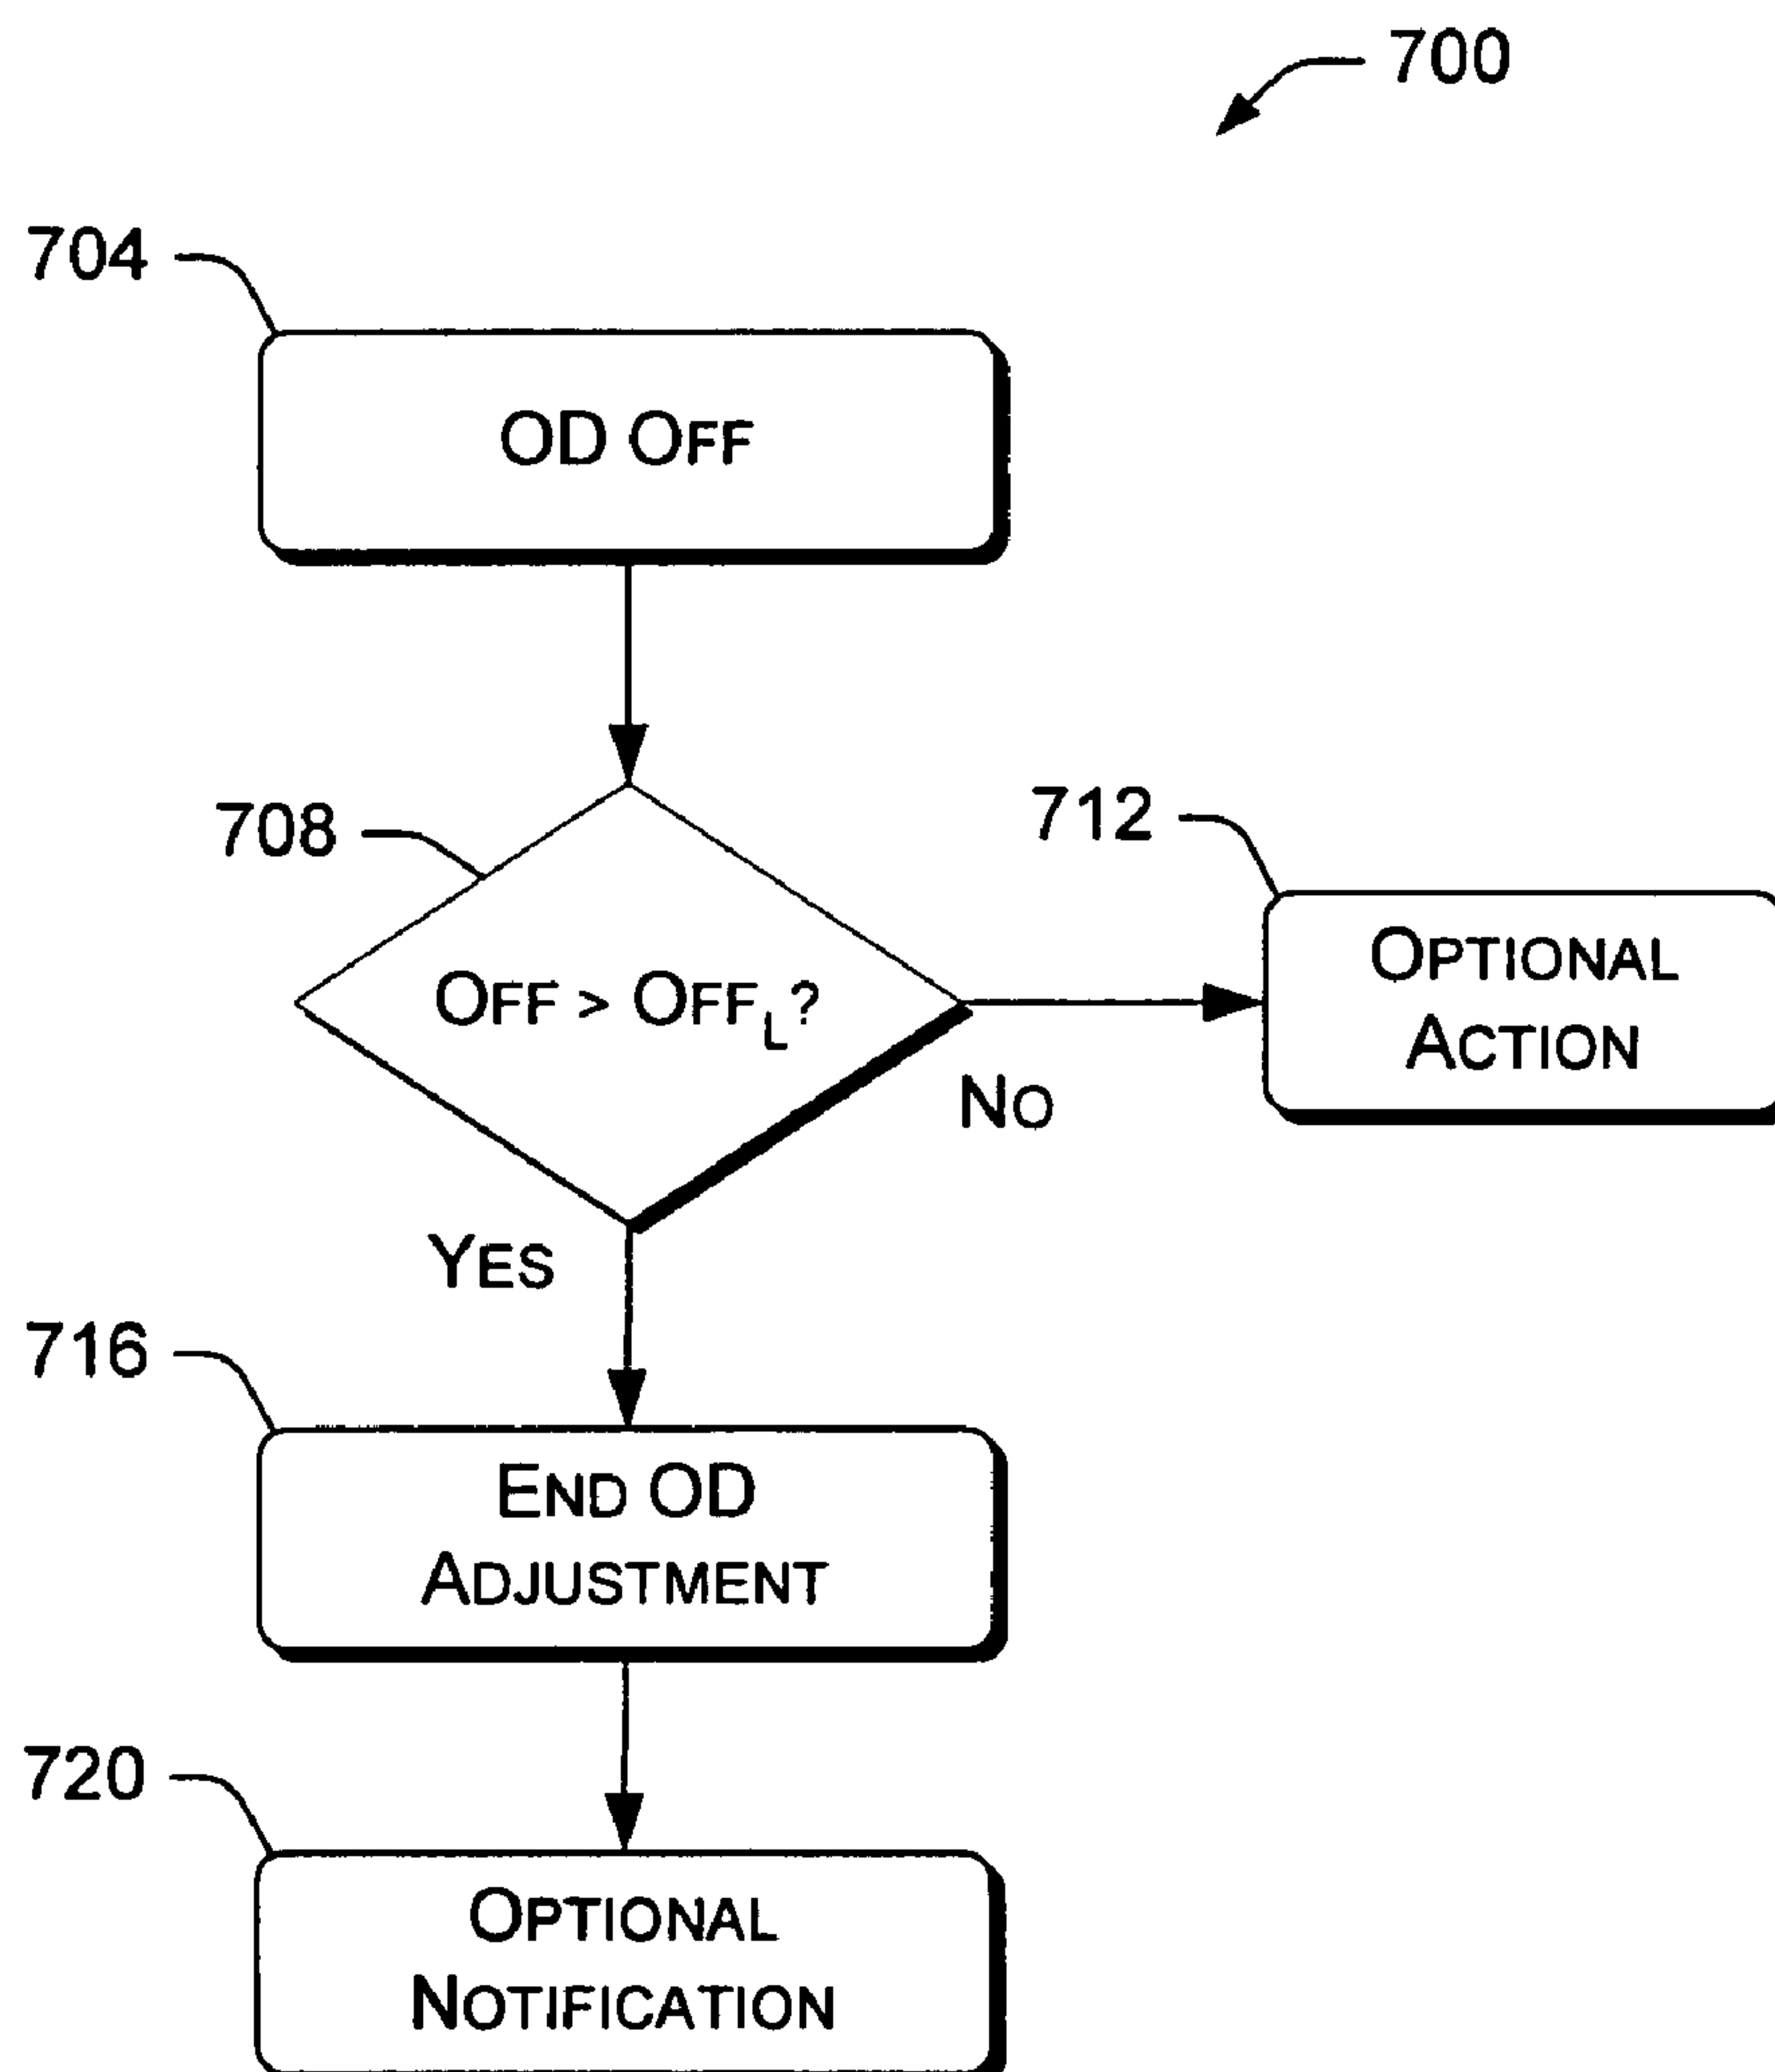 700
704
OD OFF
708
712
OFF > OFFL?
OPTIONAL
ACTION
NO
YES
716
END OD
ADJUSTMENT
720
OPTIONAL
NOTIFICATION